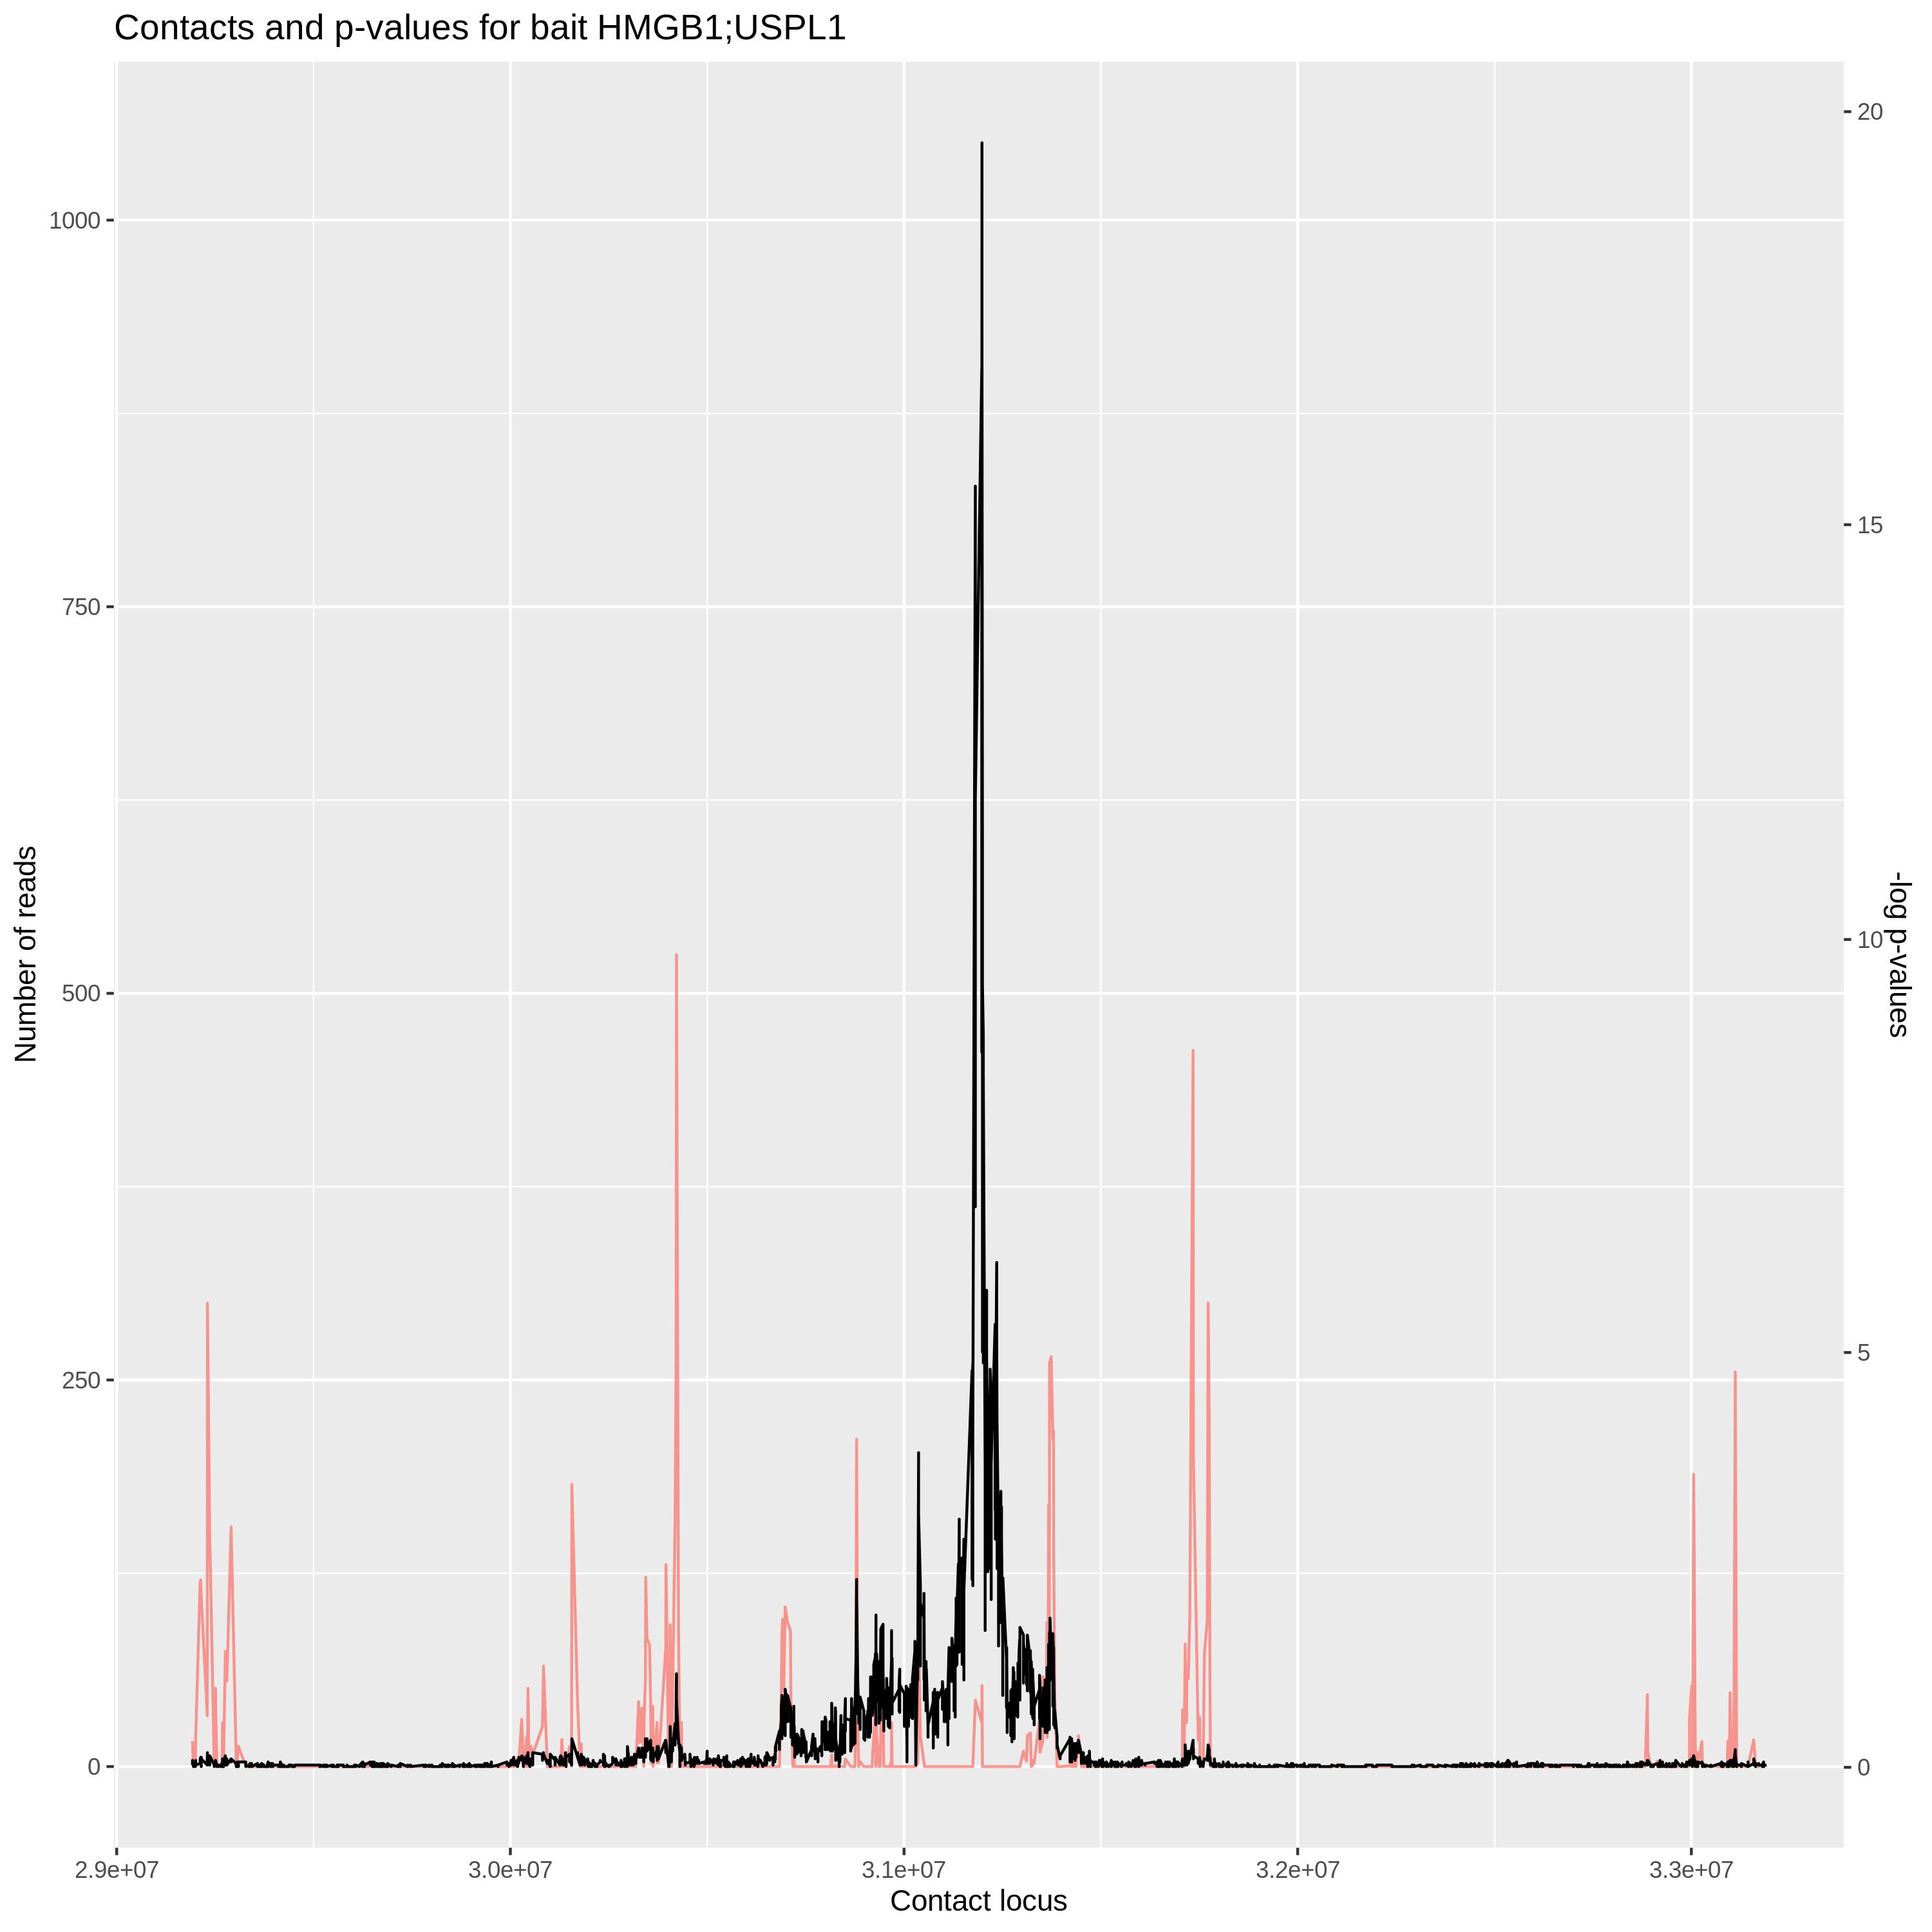 Contacts and p-values for bait HMGB1;USPL1
Number of reads
1000
750
500
250
0
20
15
10
5
0
-log p-values
2.9e+07 3.0e+07 3.1e+07 3.2e+07 3.3e+07
Contact locus